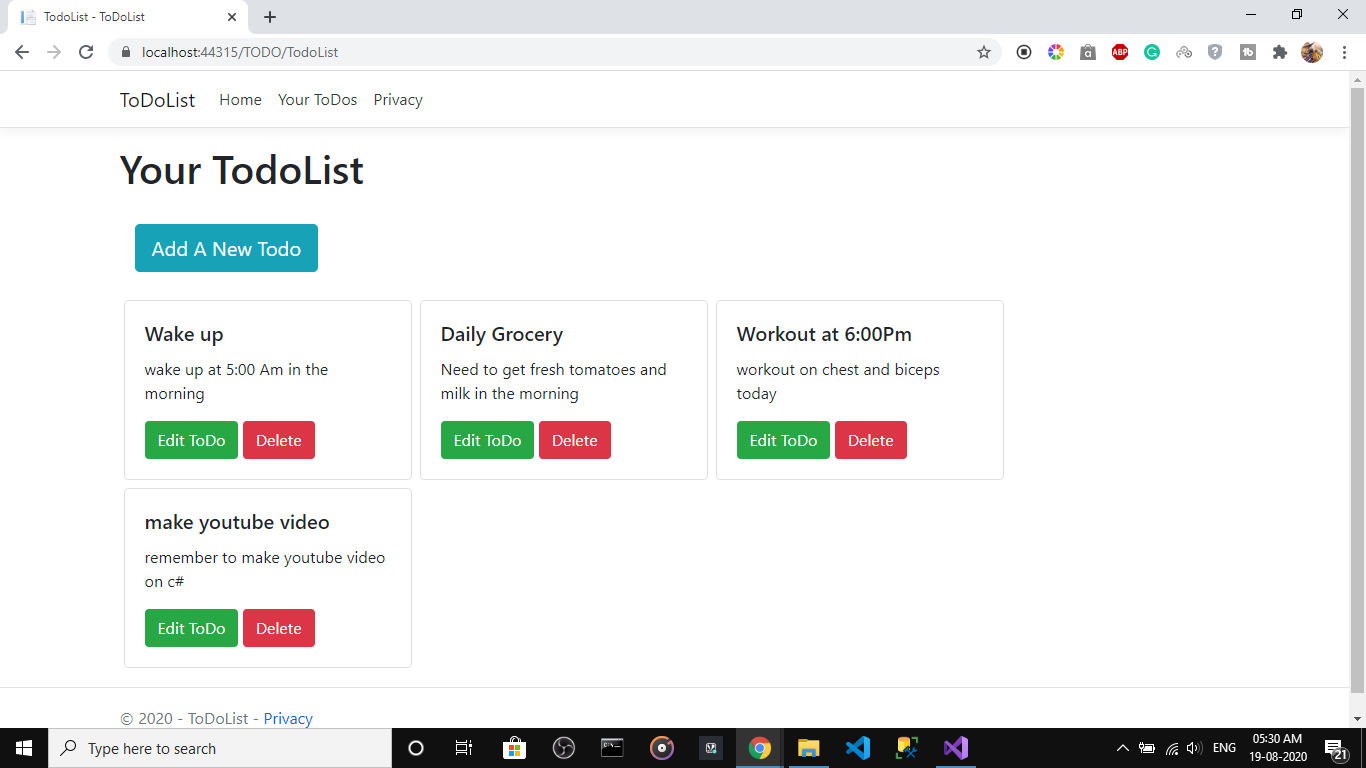 TodoList - ToDoList
localhost:44315/TODO/TodoList
ABP
ToDoList Home Your ToDos Privacy
Your TodoList
Add A New Todo
Wake up
wake up at 5:00 Am in the
morning
Edit ToDo Delete
Daily Grocery
Need to get fresh tomatoes and
milk in the morning
Edit ToDo Delete
Workout at 6:00Pm
workout on chest and biceps
today
Edit ToDo Delete
make youtube video
remember to make youtube video
on c#
Edit ToDo Delete
© 2020 - ToDoList - Privacy
Type here to search
ENG
05:30 AM
19-08-2020
21